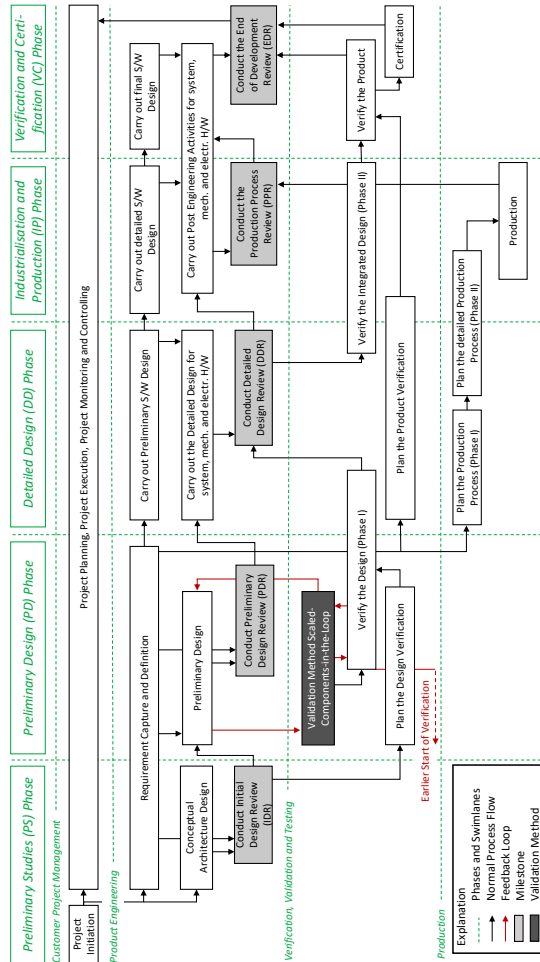 Preliminary Studies (PS) Phase
Preliminary Design (PD) Phase
Detailed Design (DD) Phase
Industrialisation and
Production (IP) Phase
Verification and Certi-
fication (VC) Phase
Customer Project Management
Project
Initiation
Project Planning, Project Execution, Project Monitoring and Controlling
Product Engineering
Requirement Capture and Definition
Carry out Preliminary S/W Design
Carry out detailed S/W
Design
Carry out final S/W
Design
Conceptual
Architecture Design
Preliminary Design
Carry out the Detailed Design for
system, mech. and electr. H/W
Carry out Post Engineering Activities for system,
mech. and electr. H/W
Conduct Initial
Design Review
(IDR)
Conduct Preliminary
Design Review (PDR)
Conduct Detailed
Design Review (DDR)
Conduct the
Production Process
Review (PPR)
Conduct the End
of Development
Review (EDR)
Verification, Validation and Testing
Validation Method Scaled-
Components-in-the-Loop
Verify the Design (Phase I)
Verify the Integrated Design (Phase II)
Verify the Product
Certification
Plan the Design Verification
Plan the Product Verification
Earlier Start of Verification
Production
Plan the Production
Process (Phase I)
Plan the detailed Production
Process (Phase II)
Production
Explanation
Phases and Swimlanes
Normal Process Flow
Feedback Loop
Milestone
Validation Method